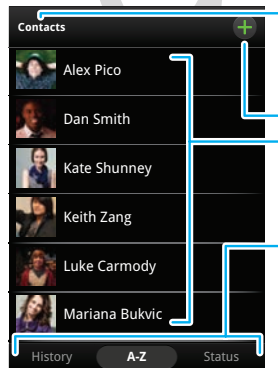 Contacts
Alex Pico
Dan Smith
Kate Shunney
Keith Zang
Luke Carmody
Mariana Bukvic
History A-Z Status